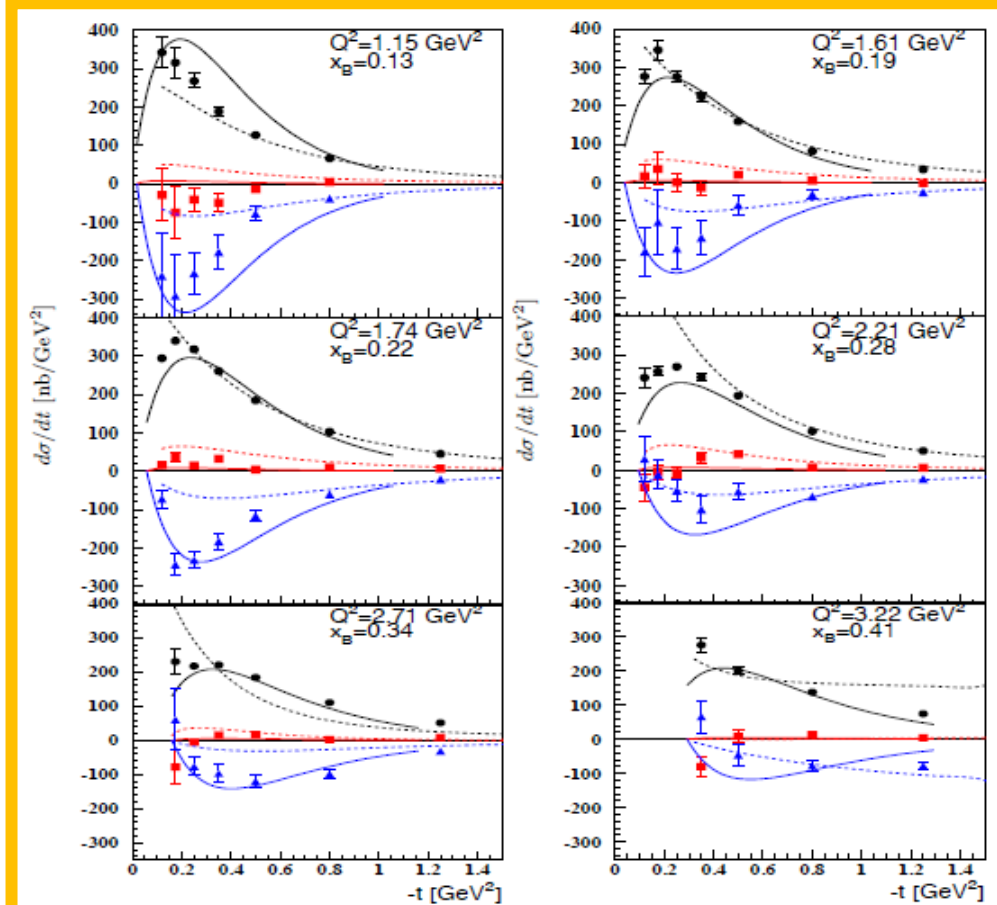 Q²=1.15 GeV²
x_B=0.13
400
300
200
100
0
-100
-200
-300
Q²=1.61 GeV²
x_B=0.19
400
300
200
100
0
-100
-200
-300
dσ/dt [nb/GeV²]
Q²=1.74 GeV²
x_B=0.22
400
300
200
100
0
-100
-200
-300
dσ/dt [nb/GeV²]
Q²=2.21 GeV²
x_B=0.28
400
300
200
100
0
-100
-200
-300
Q²=2.71 GeV²
x_B=0.34
400
300
200
100
0
-100
-200
-300
0 0.2 0.4 0.6 0.8 1 1.2 1.4
-t [GeV²]
Q²=3.22 GeV²
x_B=0.41
400
300
200
100
0
-100
-200
-300
0 0.2 0.4 0.6 0.8 1 1.2 1.4
-t [GeV²]